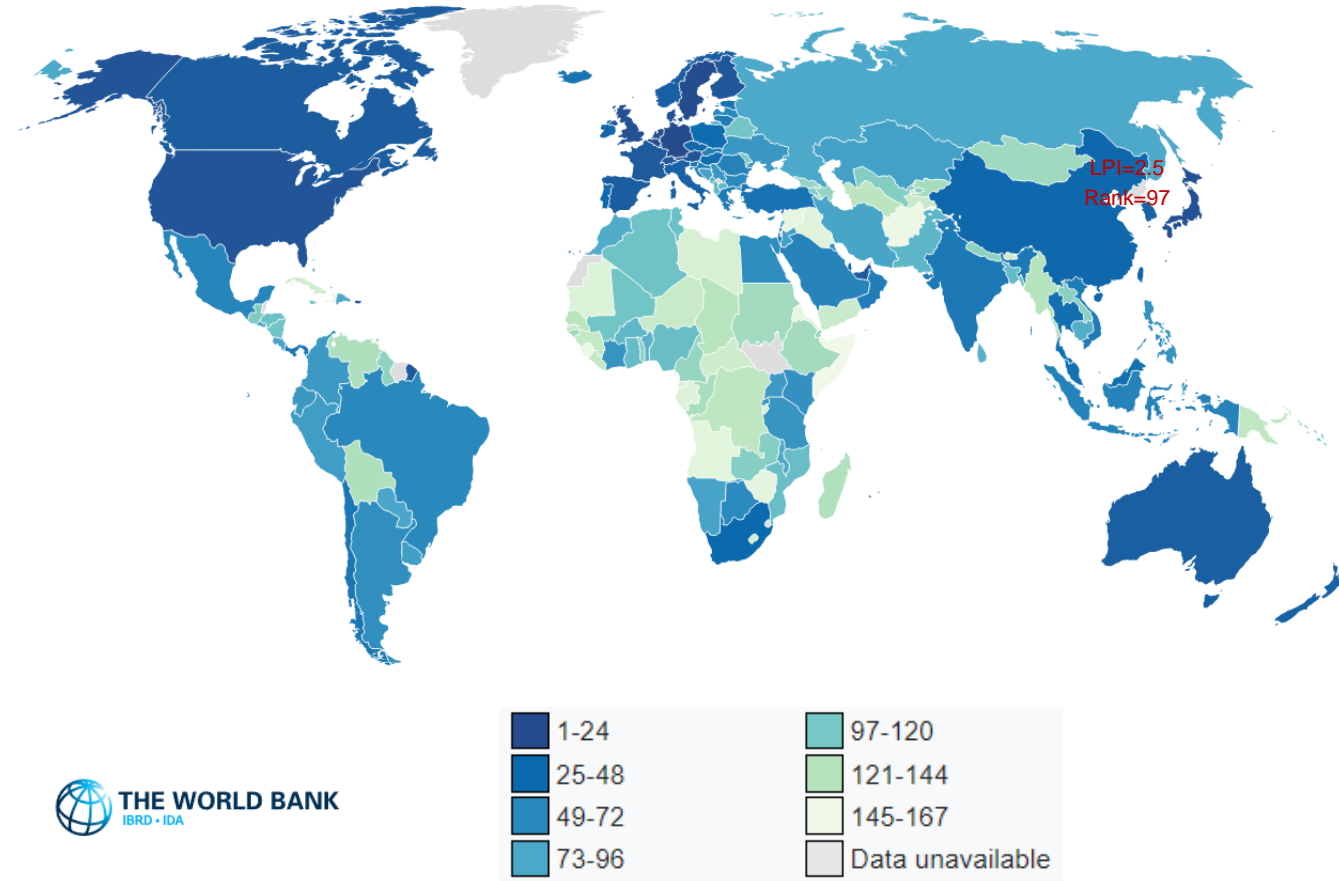 LPI=2.5
Rank=97
1-24
25-48
49-72
73-96
97-120
121-144
145-167
Data unavailable
THE WORLD BANK
IBRD • IDA